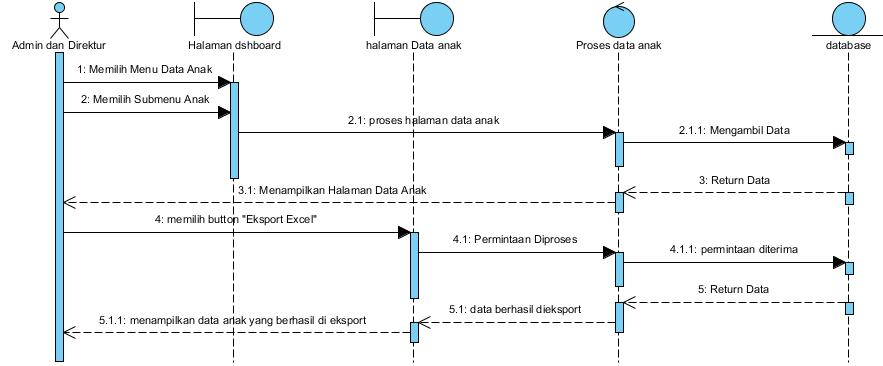 Admin dan Direktur
Halaman dshboard
halaman Data anak
Proses data anak
database
1: Memilih Menu Data Anak
2: Memilih Submenu Anak
2.1: proses halaman data anak
2.1.1: Mengambil Data
3: Return Data
3.1: Menampilkan Halaman Data Anak
4: memilih button "Eksport Excel"
4.1: Permintaan Diproses
4.1.1: permintaan diterima
5: Return Data
5.1: data berhasil dieksport
5.1.1: menampilkan data anak yang berhasil di eksport